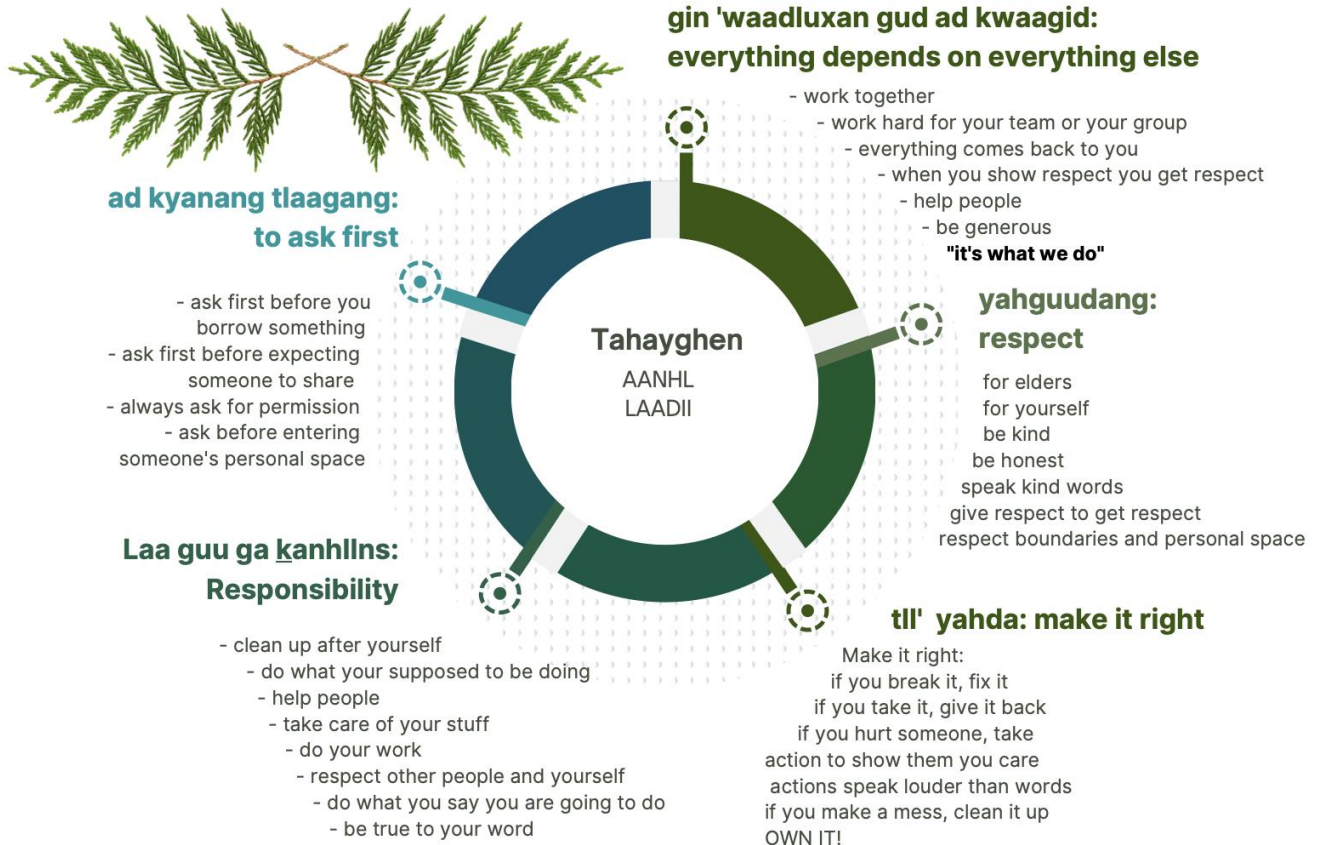 gin 'waadluxan gud ad kwaagid:
everything depends on everything else
- work together
- work hard for your team or your group
- everything comes back to you
- when you show respect you get respect
- help people
- be generous
"it's what we do"
ad kyanang tlaagang:
to ask first
- ask first before you
borrow something
- ask first before expecting
someone to share
- always ask for permission
- ask before entering
someone's personal space
Tahayghen
AANHL
LAADII
yahguudang:
respect
for elders
for yourself
be kind
be honest
speak kind words
give respect to get respect
respect boundaries and personal space
Laa guu ga ḵanhllns:
Responsibility
- clean up after yourself
- do what your supposed to be doing
- help people
- take care of your stuff
- do your work
- respect other people and yourself
- do what you say you are going to do
- be true to your word
tll' yahda: make it right
Make it right:
if you break it, fix it
if you take it, give it back
if you hurt someone, take
action to show them you care
actions speak louder than words
if you make a mess, clean it up
OWN IT!